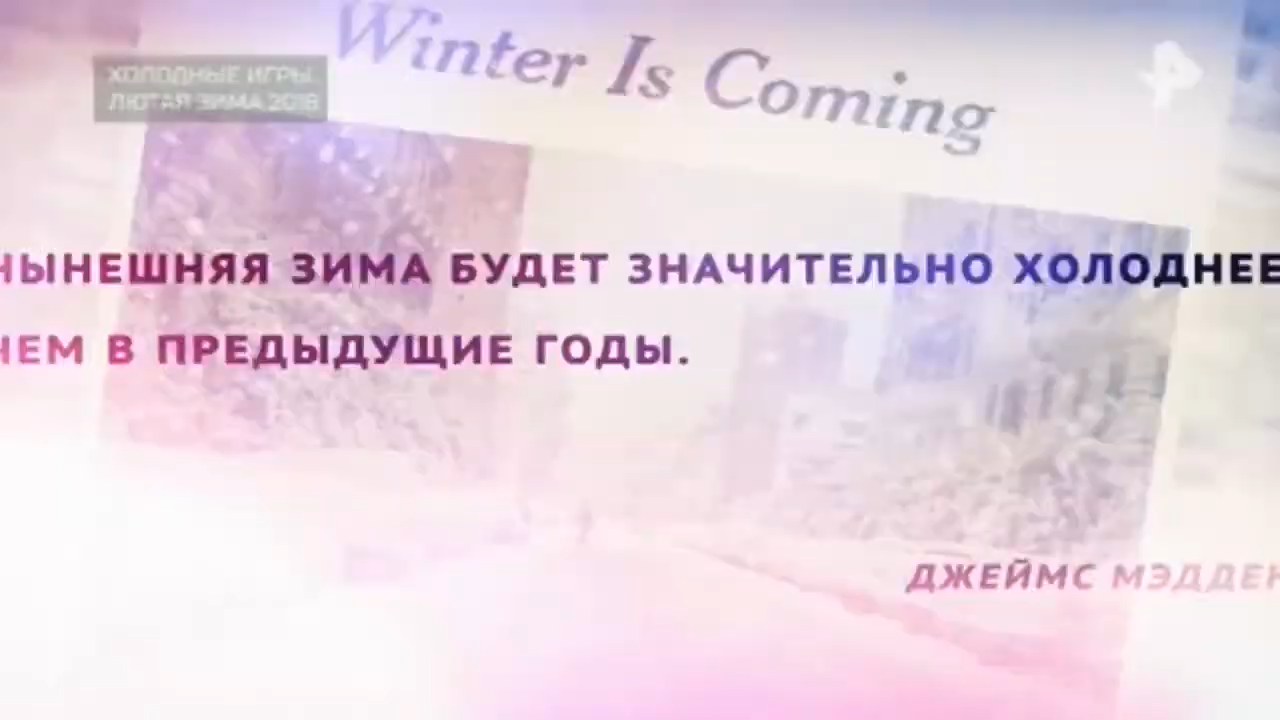 Winter Is Coming
ХОЛОДНЫЕ ИГРЫ.
ЛЮТАЯ ЗИМА 2018
НЫНЕШНЯЯ ЗИМА БУДЕТ ЗНАЧИТЕЛЬНО ХОЛОДНЕЕ
ЧЕМ В ПРЕДЫДУЩИЕ ГОДЫ.
ДЖЕЙМС МЭДДЕН